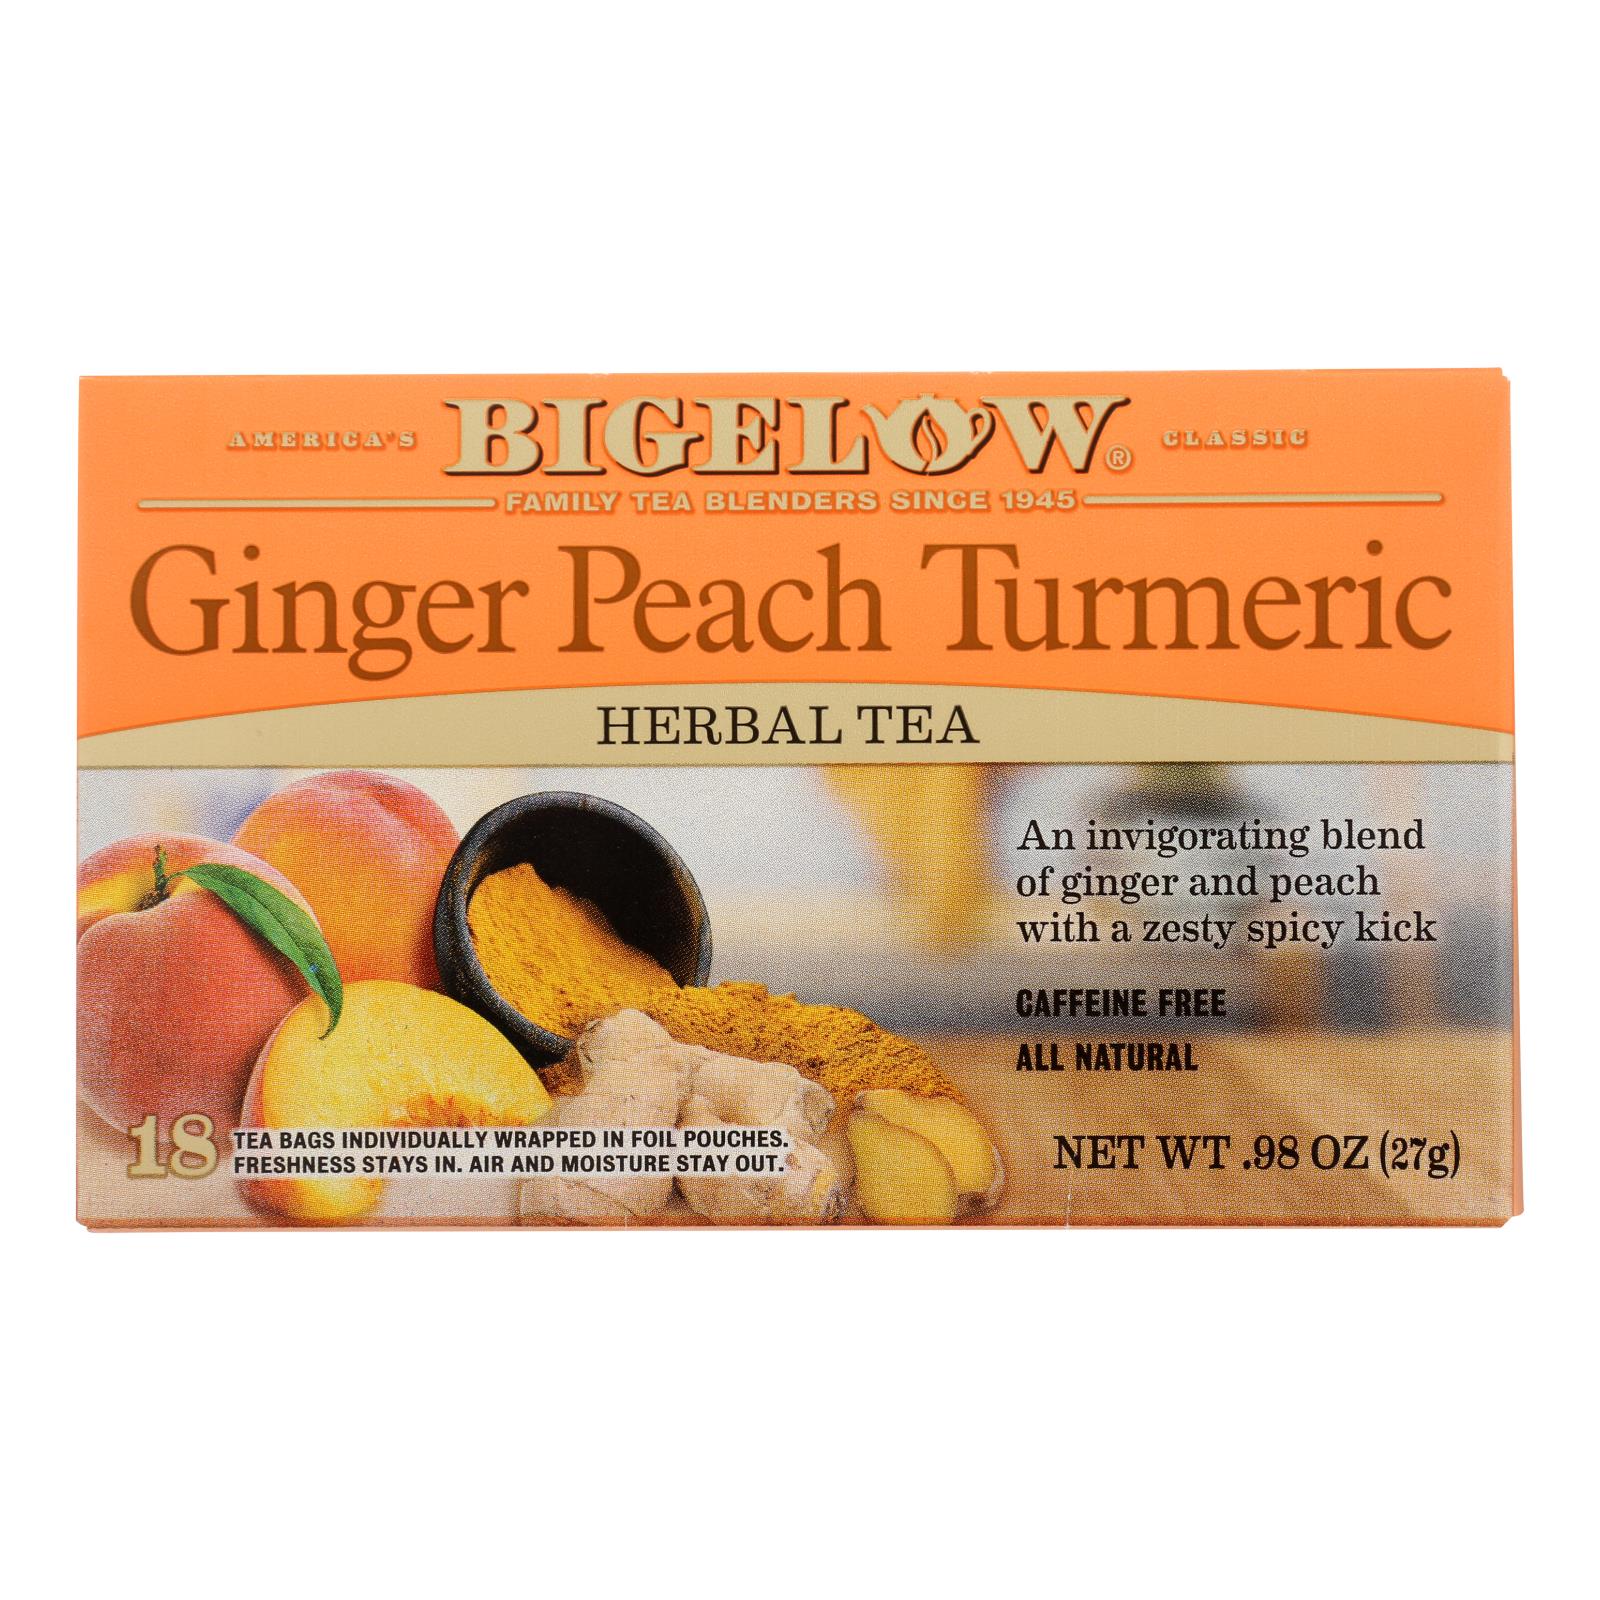 AMERICA'S BIGELOW® CLASSIC
FAMILY TEA BLENDERS SINCE 1945
Ginger Peach Turmeric
HERBAL TEA
An invigorating blend
of ginger and peach
with a zesty spicy kick
CAFFEINE FREE
ALL NATURAL
18 TEA BAGS INDIVIDUALLY WRAPPED IN FOIL POUCHES.
FRESHNESS STAYS IN. AIR AND MOISTURE STAY OUT.
NET WT .98 OZ (27g)